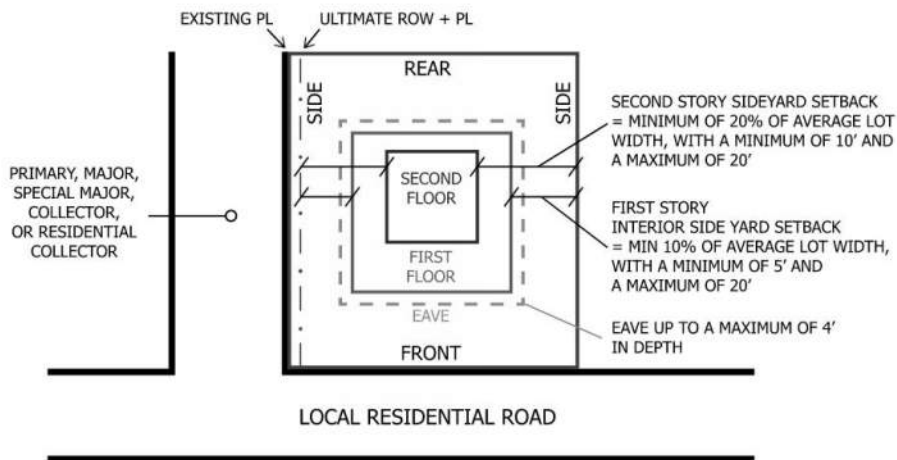 EXISTING PL
ULTIMATE ROW + PL
REAR
SIDE
SIDE
SECOND STORY SIDEYARD SETBACK
= MINIMUM OF 20% OF AVERAGE LOT
WIDTH, WITH A MINIMUM OF 10' AND
A MAXIMUM OF 20'
PRIMARY, MAJOR,
SPECIAL MAJOR,
COLLECTOR,
OR RESIDENTIAL
COLLECTOR
SECOND
FLOOR
FIRST STORY
INTERIOR SIDE YARD SETBACK
= MIN 10% OF AVERAGE LOT WIDTH,
WITH A MINIMUM OF 5' AND
A MAXIMUM OF 20'
FIRST
FLOOR
EAVE
EAVE UP TO A MAXIMUM OF 4'
IN DEPTH
FRONT
LOCAL RESIDENTIAL ROAD